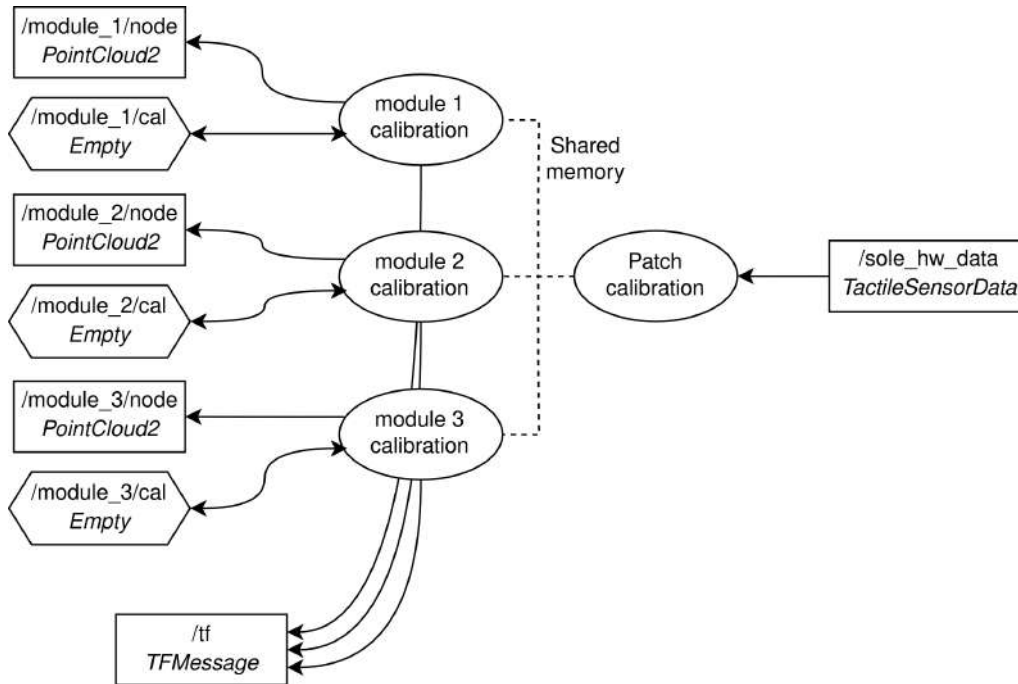 /module_1/node
PointCloud2
/module_1/cal
Empty
module 1
calibration
Shared
memory
/module_2/node
PointCloud2
/module_2/cal
Empty
module 2
calibration
Patch
calibration
/sole_hw_data
TactileSensorData
/module_3/node
PointCloud2
/module_3/cal
Empty
module 3
calibration
/tf
TFMessage